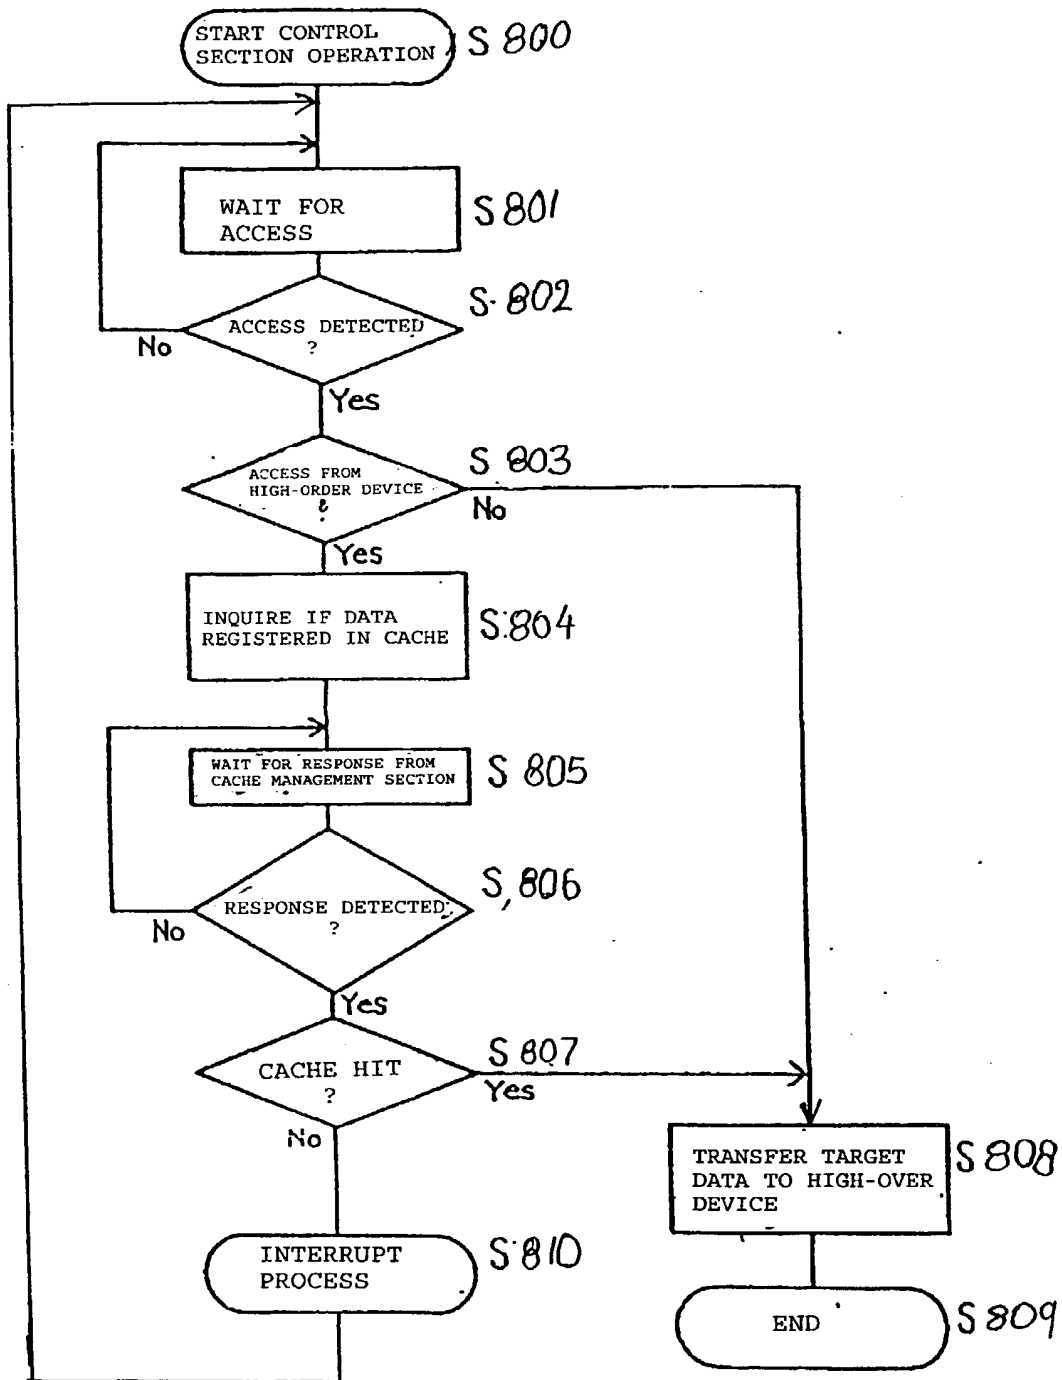 START CONTROL
SECTION OPERATION
S 800
WAIT FOR
ACCESS
S 801
S 802
ACCESS DETECTED
?
No
Yes
S 803
ACCESS FROM
HIGH-ORDER DEVICE
?
No
Yes
INQUIRE IF DATA
REGISTERED IN CACHE
S 804
WAIT FOR RESPONSE FROM
CACHE MANAGEMENT SECTION
S 805
S 806
RESPONSE DETECTED
?
No
Yes
S 807
CACHE HIT
?
Yes
No
TRANSFER TARGET
DATA TO HIGH-OVER
DEVICE
S 808
INTERRUPT
PROCESS
S 810
END
S 809